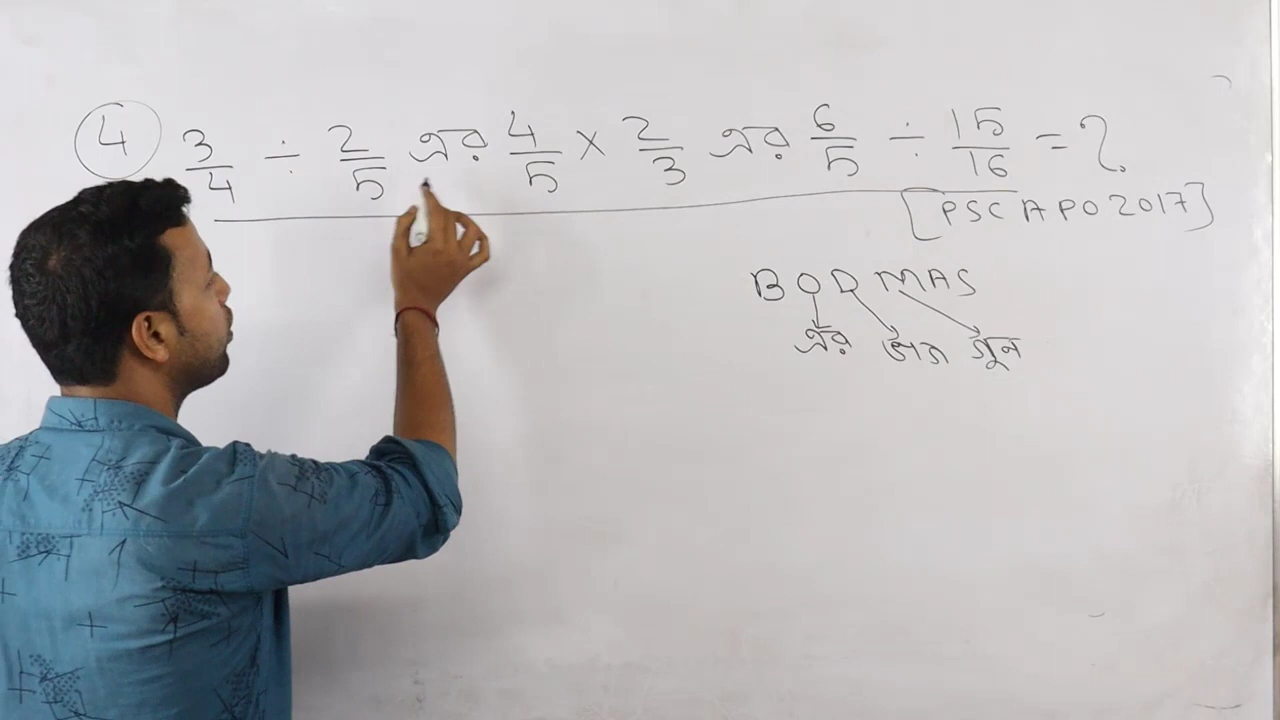 4 3/4 ÷ 2/5 এর 4/5 × 2/3 এর 6/5 ÷ 15/16 = ?
[PSC APO 2017]
BODMAS
এর ভাগ গুন